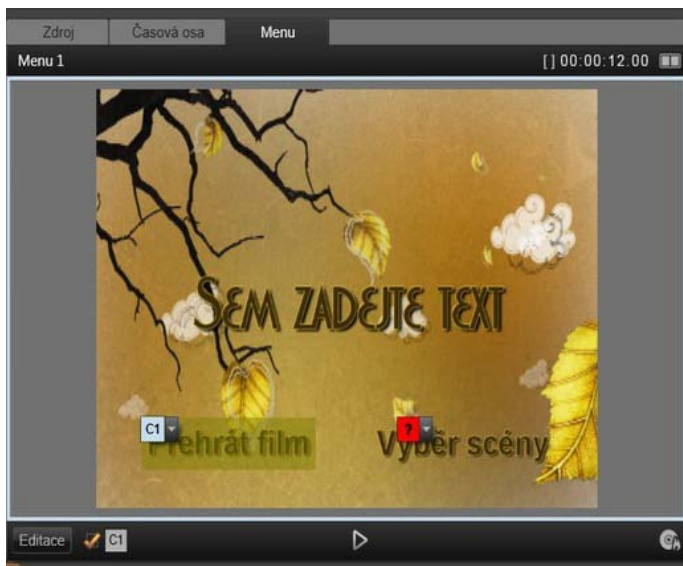 Zdroj Časová osa Menu
Menu 1 [ ] 00:00:12.00
SEM ZADEJTE TEXT
C1 ?
Přehrát film Výběr scény
Editace C1